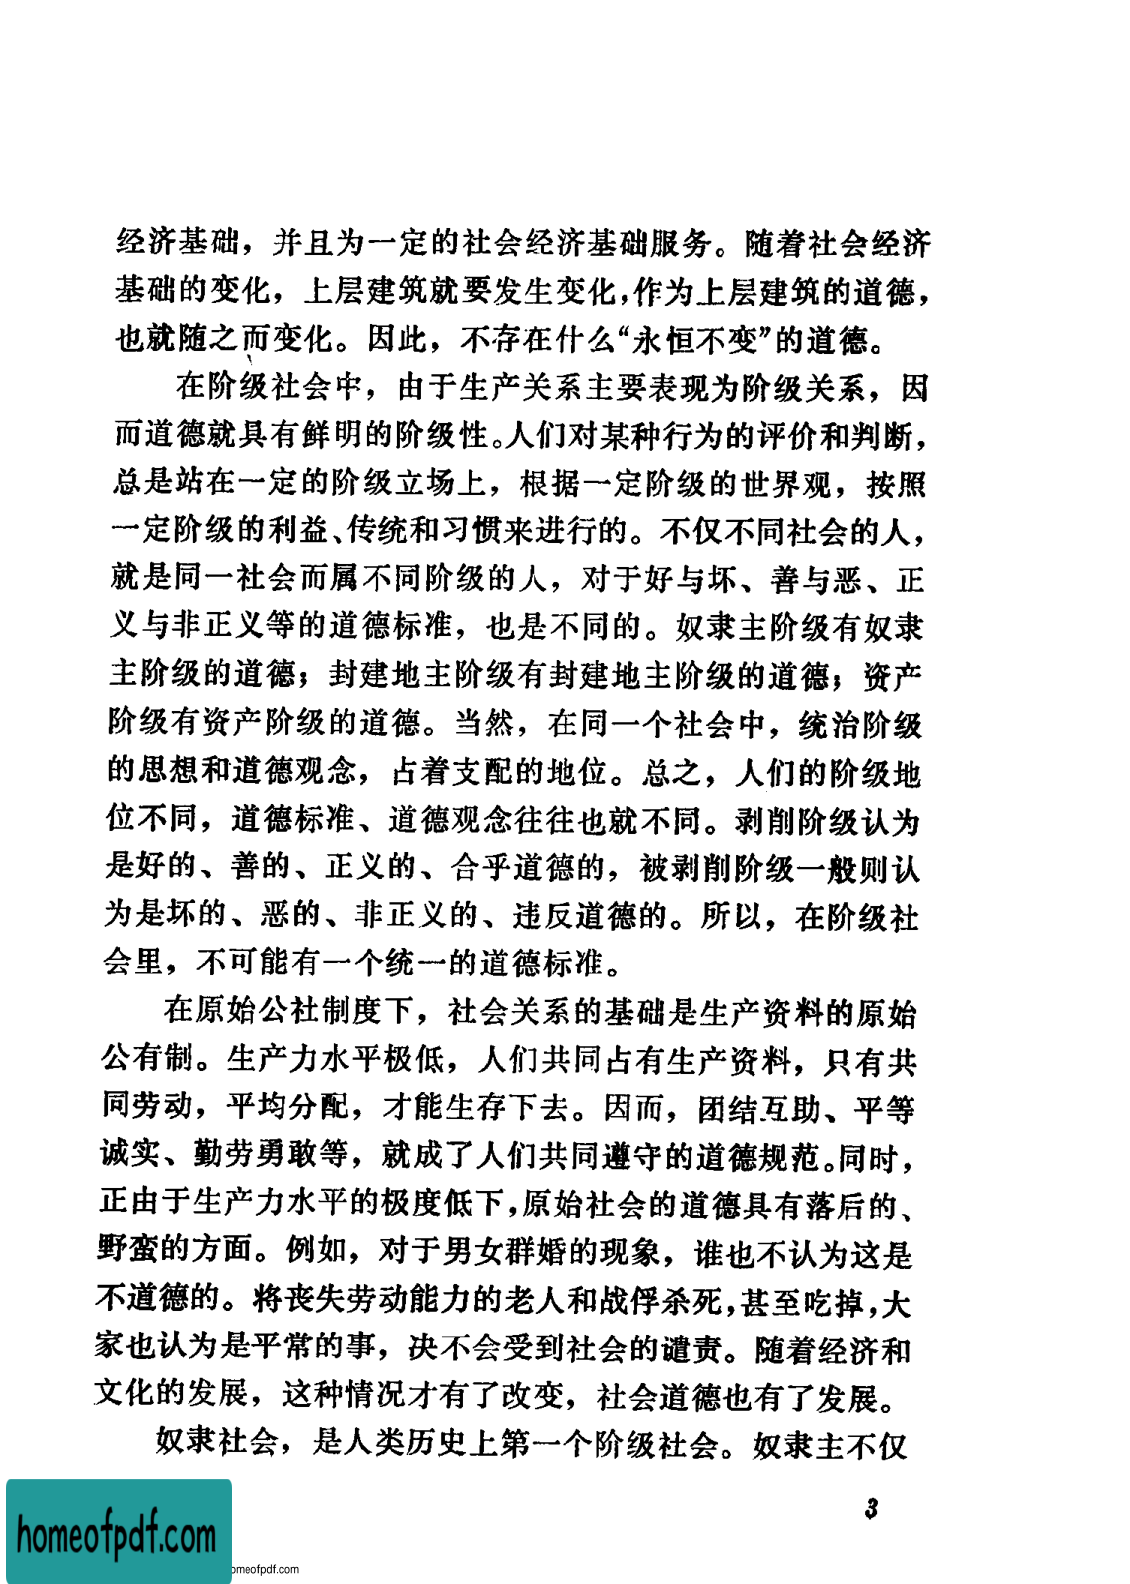 经济基础，并且为一定的社会经济基础服务。随着社会经济
基础的变化，上层建筑就要发生变化，作为上层建筑的道德，
也就随之而变化。因此，不存在什么“永恒不变”的道德。
在阶级社会中，由于生产关系主要表现为阶级关系，因
而道德就具有鲜明的阶级性。人们对某种行为的评价和判断，
总是站在一定的阶级立场上，根据一定阶级的世界观，按照
一定阶级的利益、传统和习惯来进行的。不仅不同社会的人，
就是同一社会而属不同阶级的人，对于好与坏、善与恶、正
义与非正义等的道德标准，也是不同的。奴隶主阶级有奴隶
主阶级的道德；封建地主阶级有封建地主阶级的道德；资产
阶级有资产阶级的道德。当然，在同一个社会中，统治阶级
的思想和道德观念，占着支配的地位。总之，人们的阶级地
位不同，道德标准、道德观念往往也就不同。剥削阶级认为
是好的、善的、正义的、合乎道德的，被剥削阶级一般则认
为是坏的、恶的、非正义的、违反道德的。所以，在阶级社
会里，不可能有一个统一的道德标准。
在原始公社制度下，社会关系的基础是生产资料的原始
公有制。生产力水平极低，人们共同占有生产资料，只有共
同劳动，平均分配，才能生存下去。因而，团结互助、平等
诚实、勤劳勇敢等，就成了人们共同遵守的道德规范。同时，
正由于生产力水平的极度低下，原始社会的道德具有落后的、
野蛮的方面。例如，对于男女群婚的现象，谁也不认为这是
不道德的。将丧失劳动能力的老人和战俘杀死，甚至吃掉，大
家也认为是平常的事，决不会受到社会的谴责。随着经济和
文化的发展，这种情况才有了改变，社会道德也有了发展。
奴隶社会，是人类历史上第一个阶级社会。奴隶主不仅
3
homeofpdf.com
omeofpdf.com